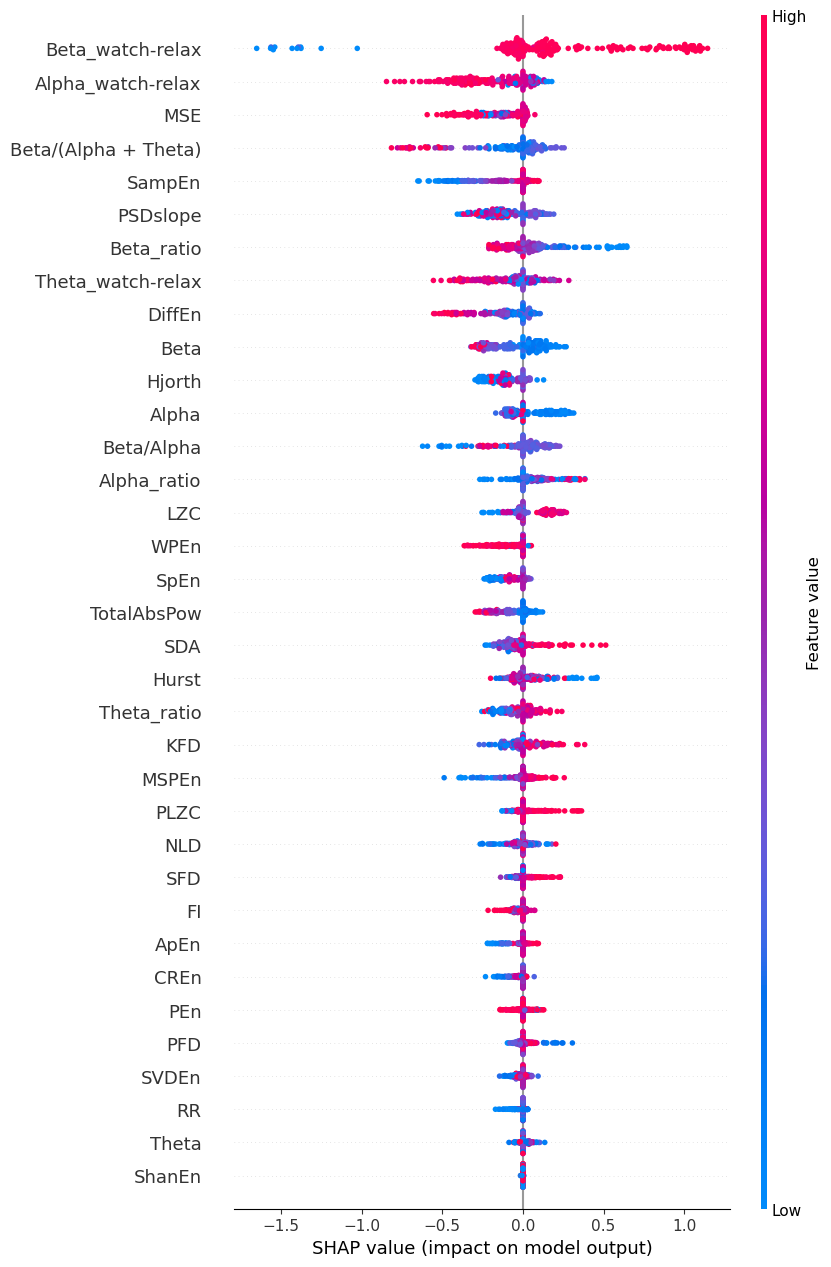 High
Beta_watch-relax
Alpha_watch-relax
MSE
Beta/(Alpha + Theta)
SampEn
PSDslope
Beta_ratio
Theta_watch-relax
DiffEn
Beta
Hjorth
Alpha
Beta/Alpha
Alpha_ratio
LZC
WPEn
SpEn
TotalAbsPow
SDA
Hurst
Theta_ratio
KFD
MSPEn
PLZC
NLD
SFD
FI
ApEn
CREn
PEn
PFD
SVDEn
RR
Theta
ShanEn
Feature value
Low
−1.5 −1.0 −0.5 0.0 0.5 1.0
SHAP value (impact on model output)